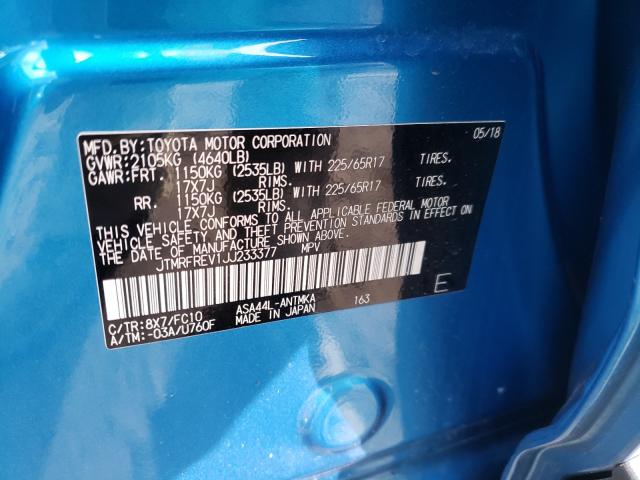 MFD.BY:TOYOTA MOTOR CORPORATION 05/18
GVWR:2105KG (4640LB)
GAWR:FRT. 1150KG (2535LB) WITH 225/65R17 TIRES.
17X7J RIMS.
RR. 1150KG (2535LB) WITH 225/65R17 TIRES.
17X7J RIMS.
THIS VEHICLE CONFORMS TO ALL APPLICABLE FEDERAL MOTOR
VEHICLE SAFETY AND THEFT PREVENTION STANDARDS IN EFFECT ON
THE DATE OF MANUFACTURE SHOWN ABOVE.
JTMRFREV1JJ233377 MPV
E
C/TR:8X7/FC10 ASA44L-ANTMKA 163
A/TM:-03A/U760F MADE IN JAPAN